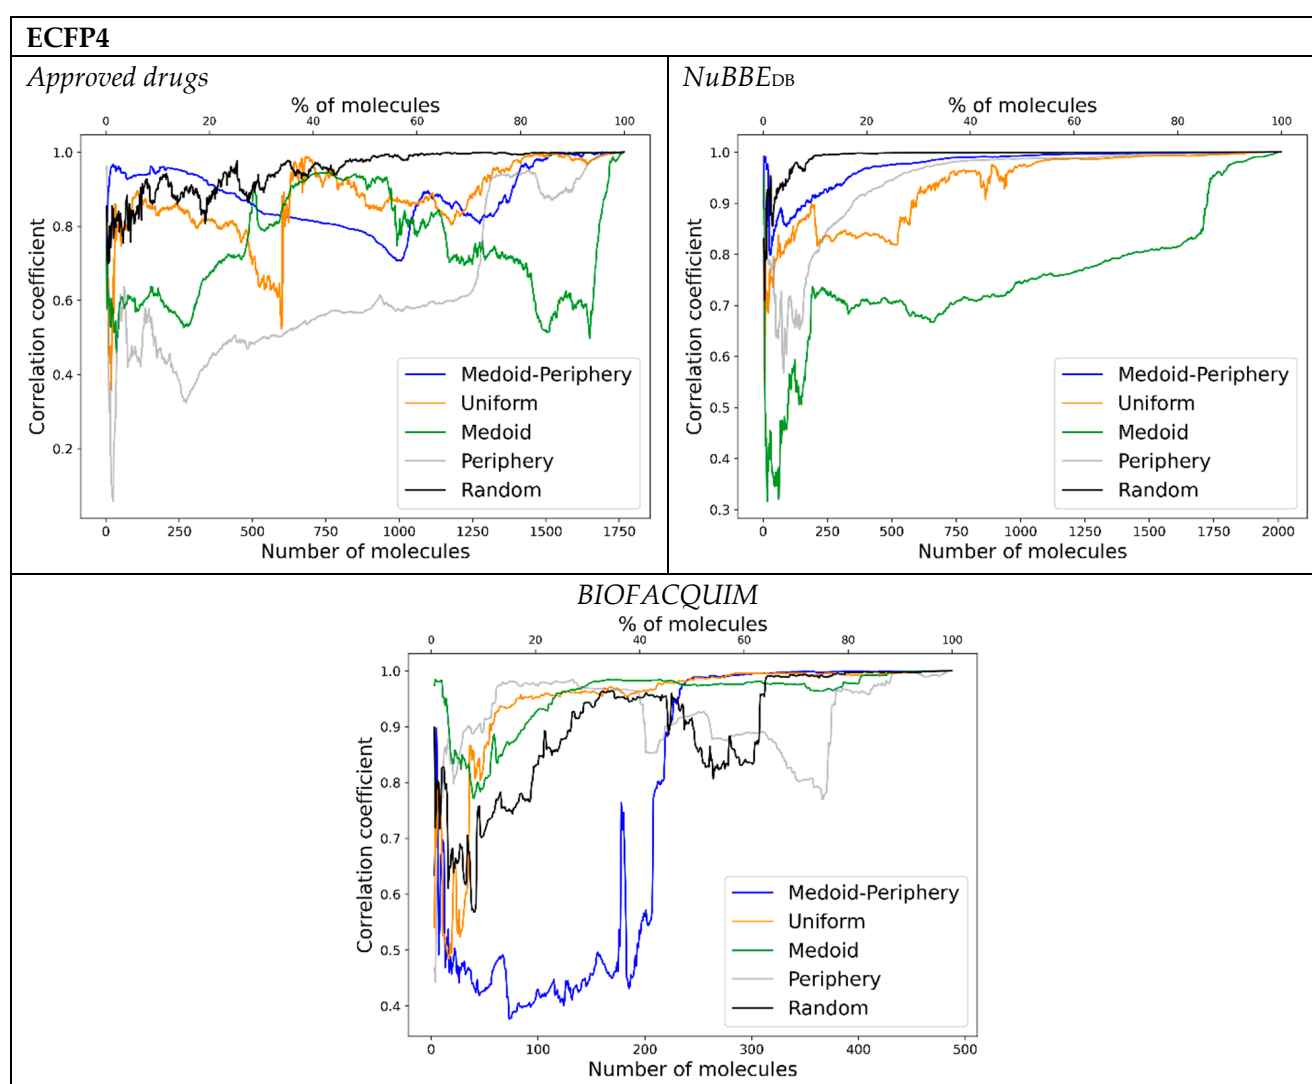 ECFP4
Approved drugs
% of molecules
0 20 40 60 80 100
1.0
0.8
0.6
0.4
0.2
Correlation coefficient
Medoid-Periphery
Uniform
Medoid
Periphery
Random
0 250 500 750 1000 1250 1500 1750
Number of molecules
NuBBEDB
% of molecules
0 20 40 60 80 100
1.0
0.9
0.8
0.7
0.6
0.5
0.4
0.3
Correlation coefficient
Medoid-Periphery
Uniform
Medoid
Periphery
Random
0 250 500 750 1000 1250 1500 1750 2000
Number of molecules
BIOFACQUIM
% of molecules
0 20 40 60 80 100
1.0
0.9
0.8
0.7
0.6
0.5
0.4
Correlation coefficient
Medoid-Periphery
Uniform
Medoid
Periphery
Random
0 100 200 300 400 500
Number of molecules